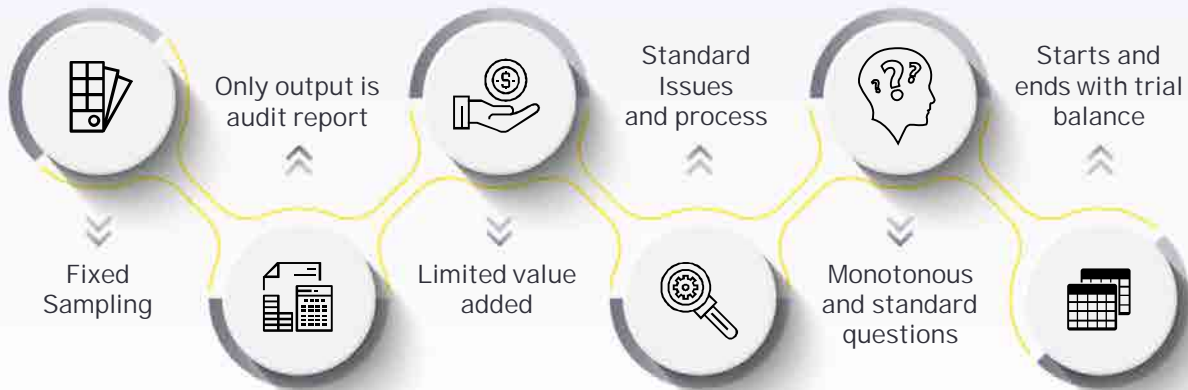 Fixed
Sampling
Only output is
audit report
Limited value
added
Standard
Issues
and process
Monotonous
and standard
questions
Starts and
ends with trial
balance